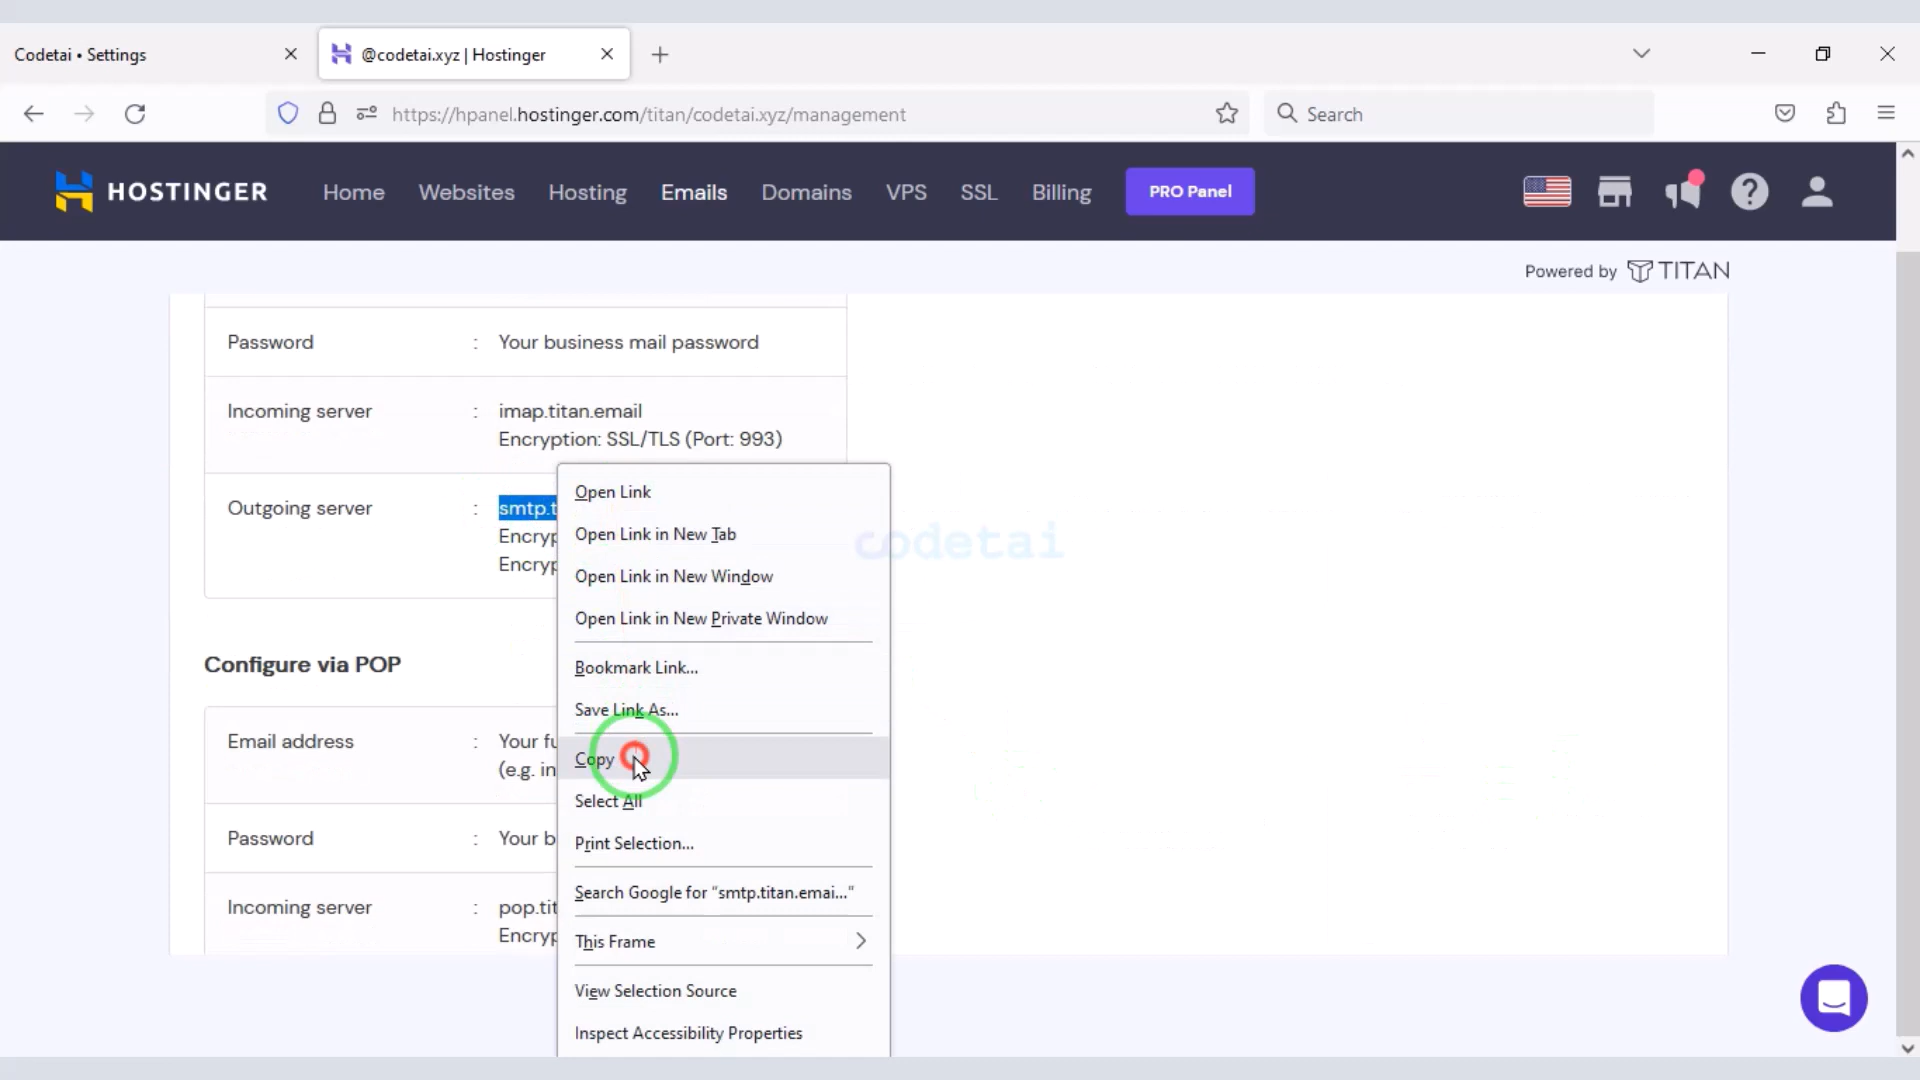 Codetai • Settings
@codetai.xyz | Hostinger
https://hpanel.hostinger.com/titan/codetai.xyz/management
Search
HOSTINGER
Home
Websites
Hosting
Emails
Domains
VPS
SSL
Billing
PRO Panel
Powered by TITAN
Password : Your business mail password
Incoming server : imap.titan.email
Encryption: SSL/TLS (Port: 993)
Outgoing server : smtp.t
Encryp
Encryp
Configure via POP
Email address : Your fu
(e.g. in
Password : Your b
Incoming server : pop.tit
Encryp
Open Link
Open Link in New Tab
Open Link in New Window
Open Link in New Private Window
Bookmark Link...
Save Link As...
Copy
Select All
Print Selection...
Search Google for “smtp.titan.emai...”
This Frame
View Selection Source
Inspect Accessibility Properties
codetai